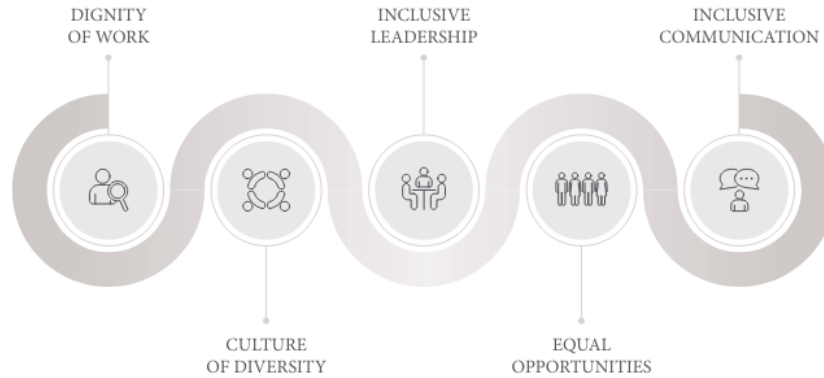 DIGNITY
OF WORK
INCLUSIVE
LEADERSHIP
INCLUSIVE
COMMUNICATION
CULTURE
OF DIVERSITY
EQUAL
OPPORTUNITIES